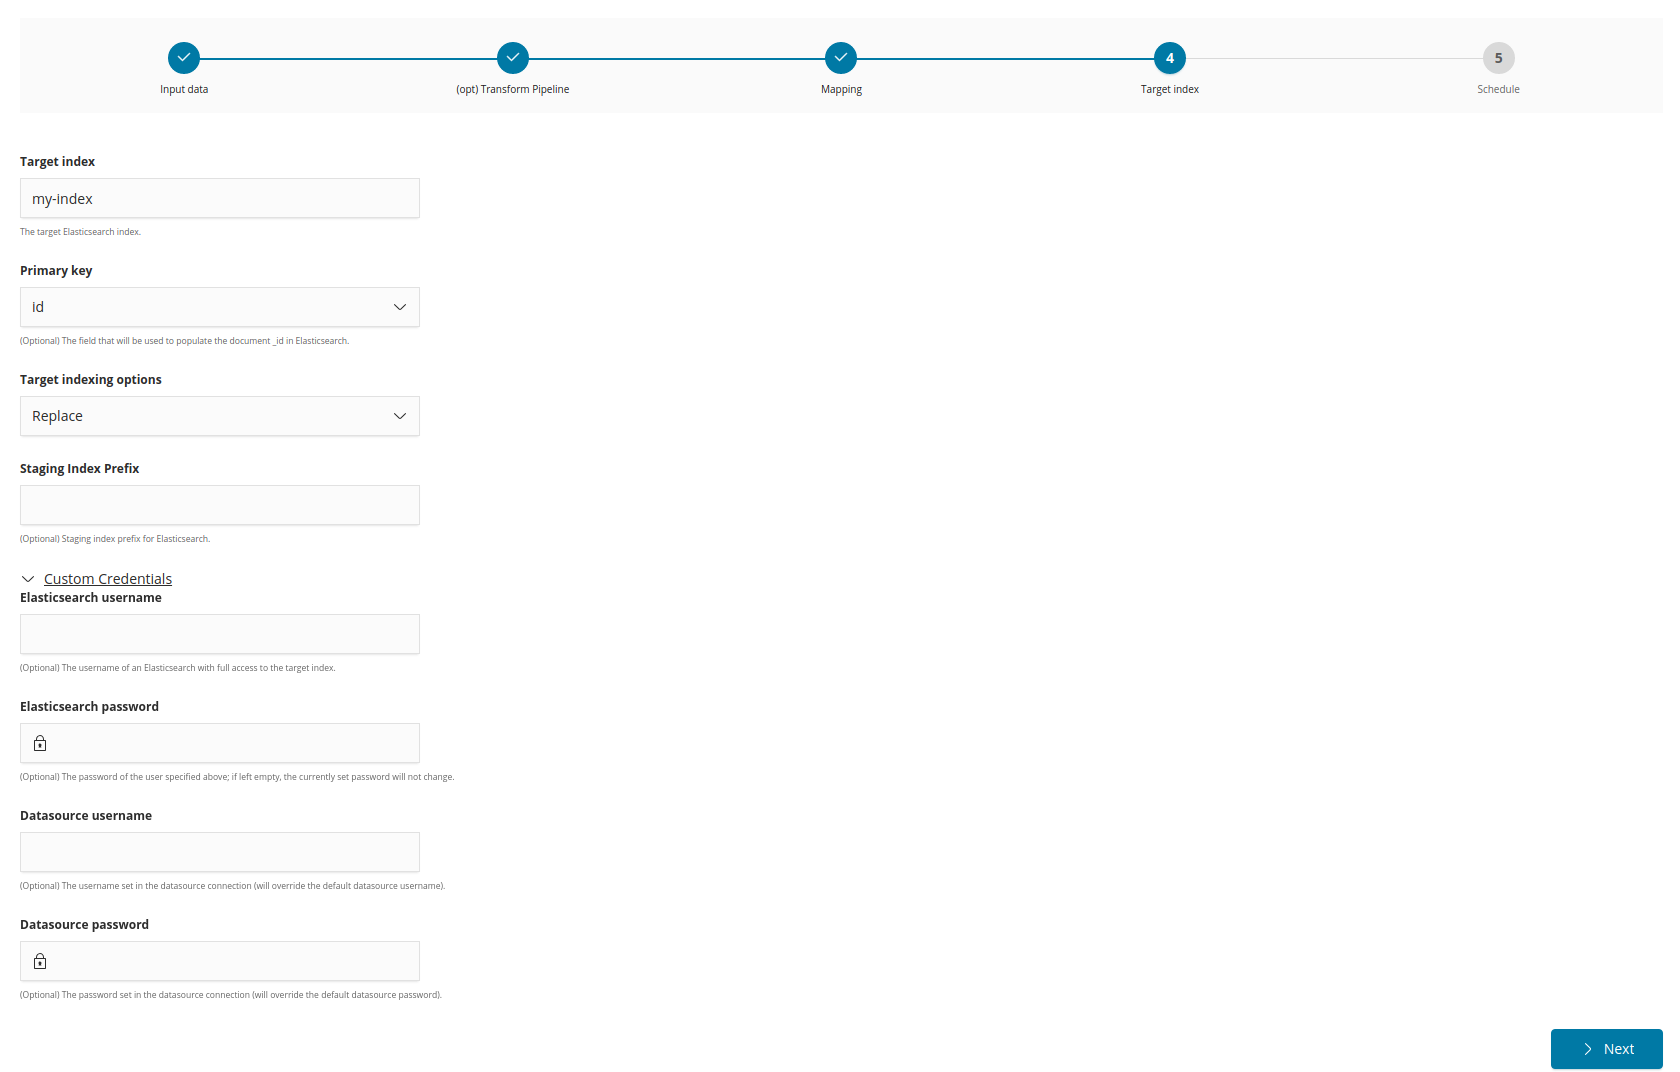 Input data
(opt) Transform Pipeline
Mapping
4
Target index
5
Schedule
Target index
my-index
The target Elasticsearch index.
Primary key
id
(Optional) The field that will be used to populate the document _id in Elasticsearch.
Target indexing options
Replace
Staging Index Prefix
(Optional) Staging index prefix for Elasticsearch.
Custom Credentials
Elasticsearch username
(Optional) The username of an Elasticsearch with full access to the target index.
Elasticsearch password
(Optional) The password of the user specified above; if left empty, the currently set password will not change.
Datasource username
(Optional) The username set in the datasource connection (will override the default datasource username).
Datasource password
(Optional) The password set in the datasource connection (will override the default datasource password).
Next